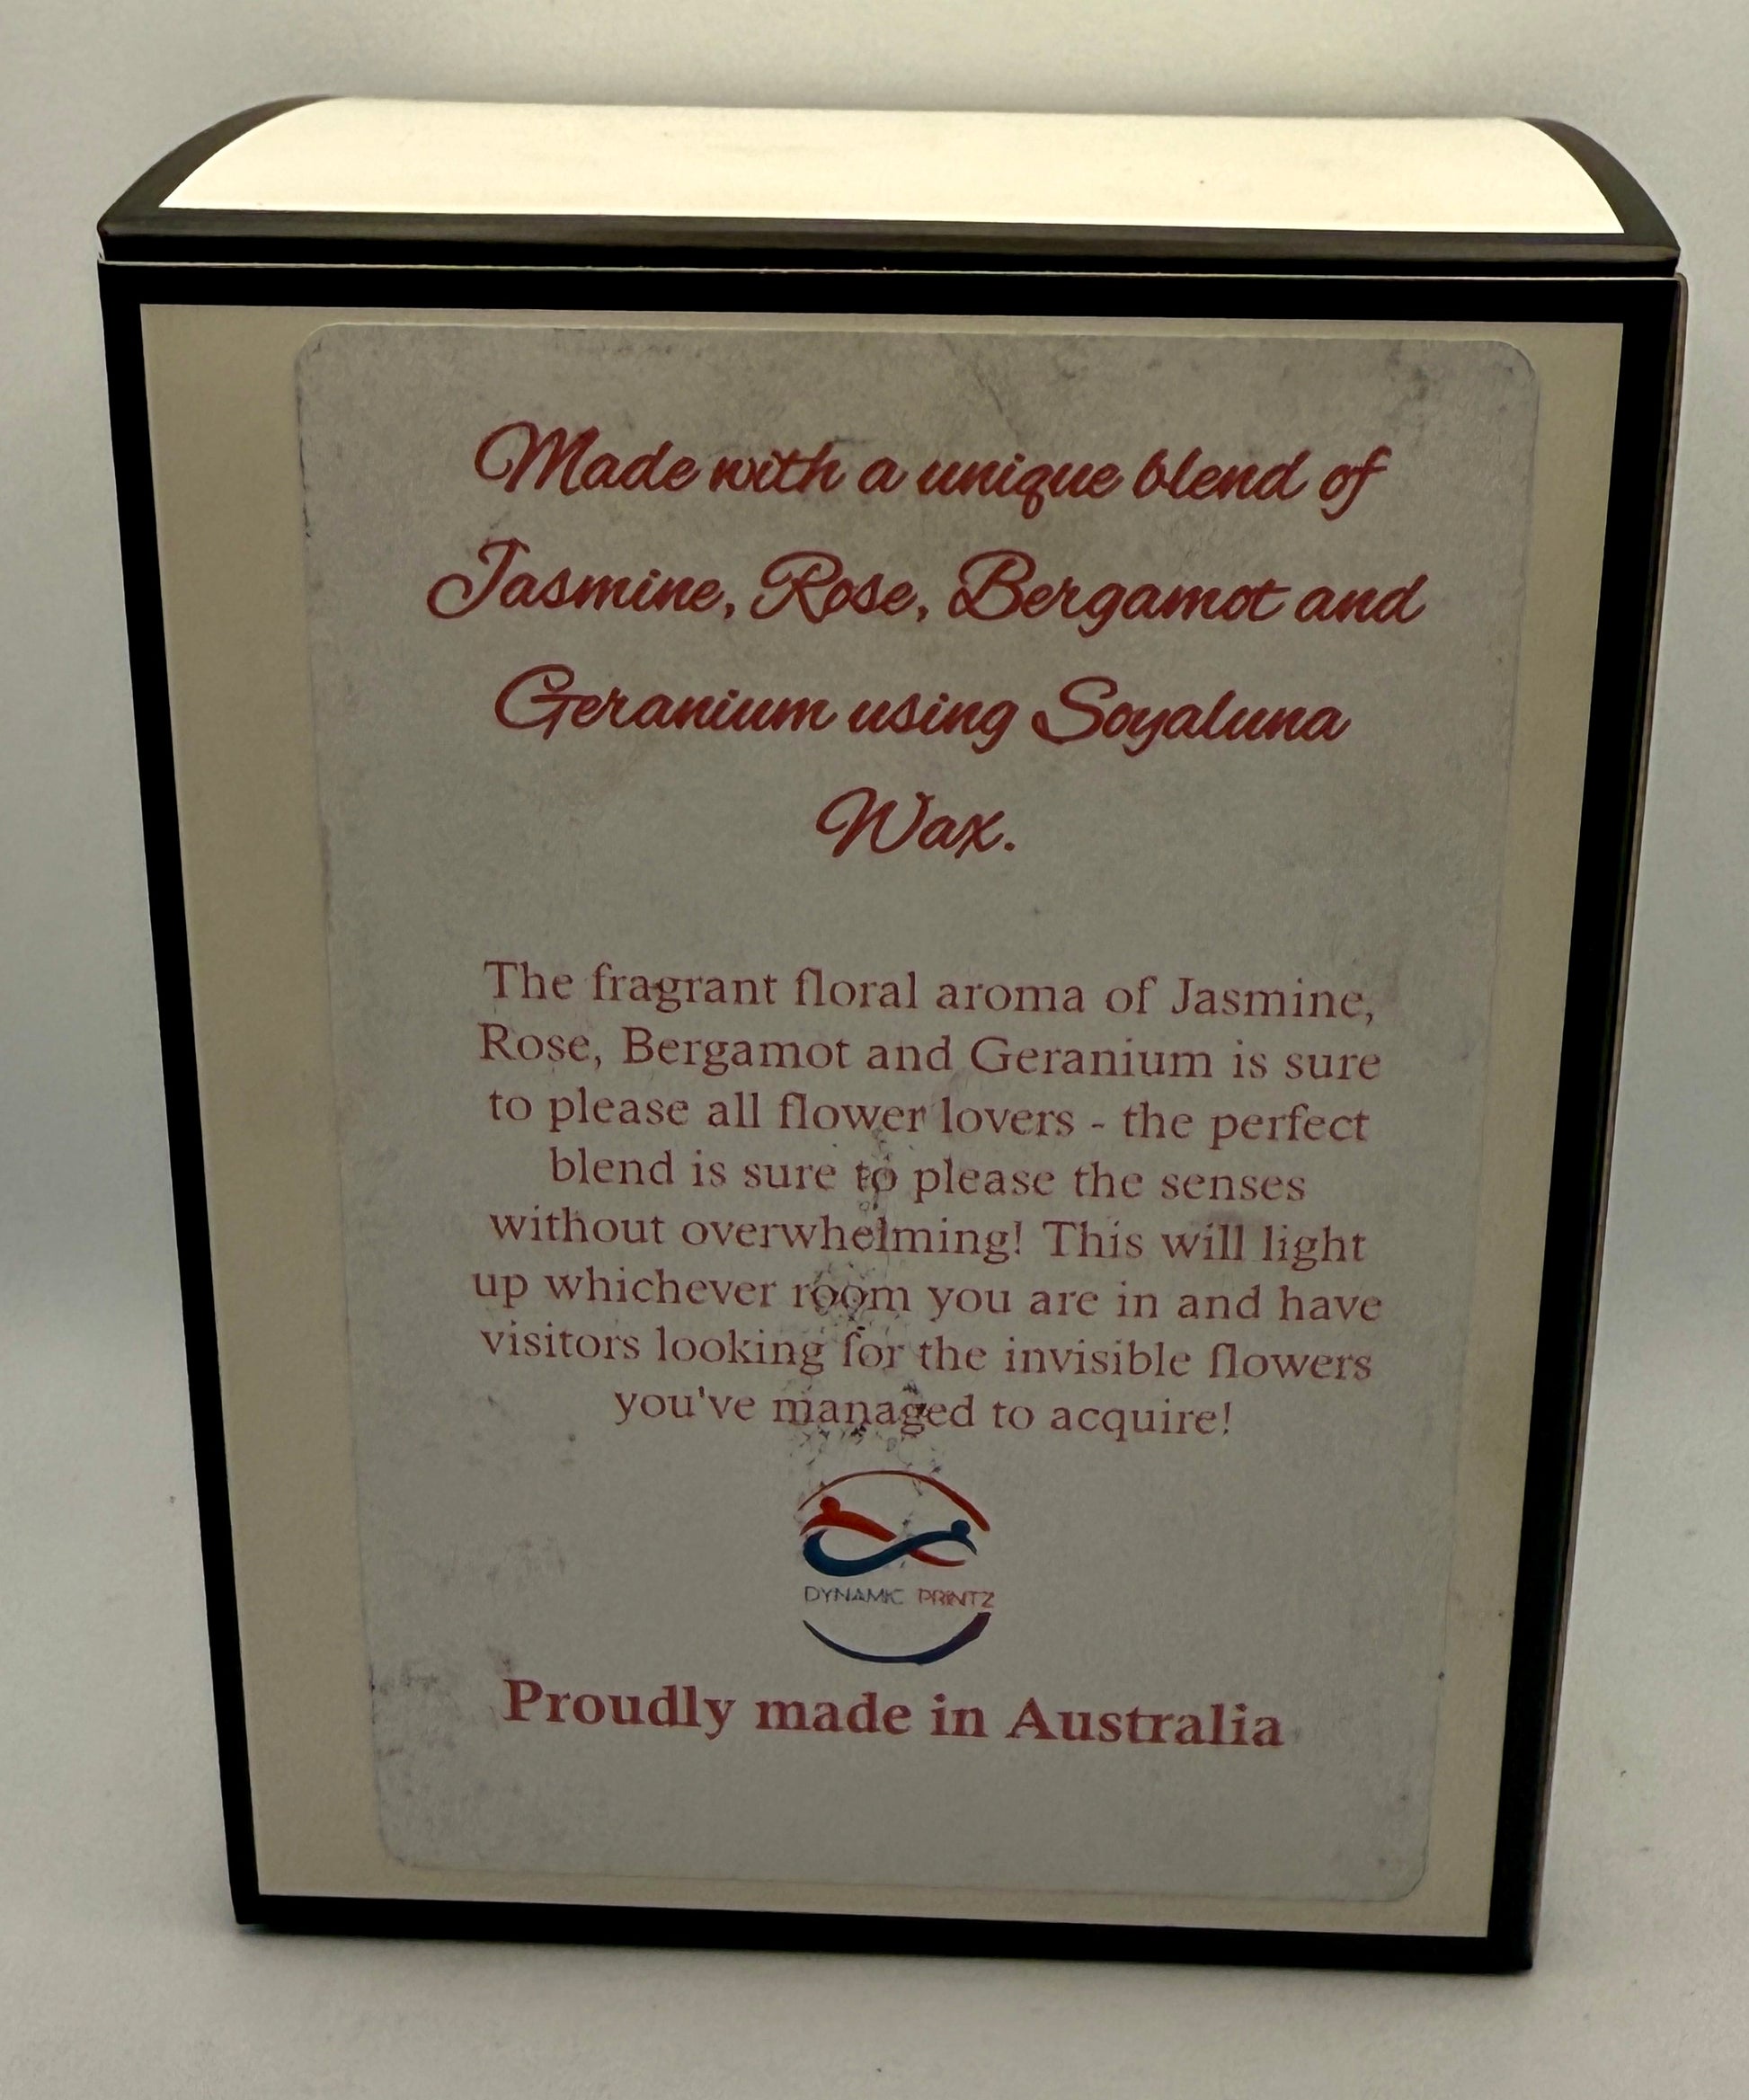 Made with a unique blend of
Jasmine, Rose, Bergamot and
Geranium using Soyaluna
Wax.
The fragrant floral aroma of Jasmine,
Rose, Bergamot and Geranium is sure
to please all flower lovers - the perfect
blend is sure to please the senses
without overwhelming! This will light
up whichever room you are in and have
visitors looking for the invisible flowers
you've managed to acquire!
DYNAMIC PRINTZ
Proudly made in Australia